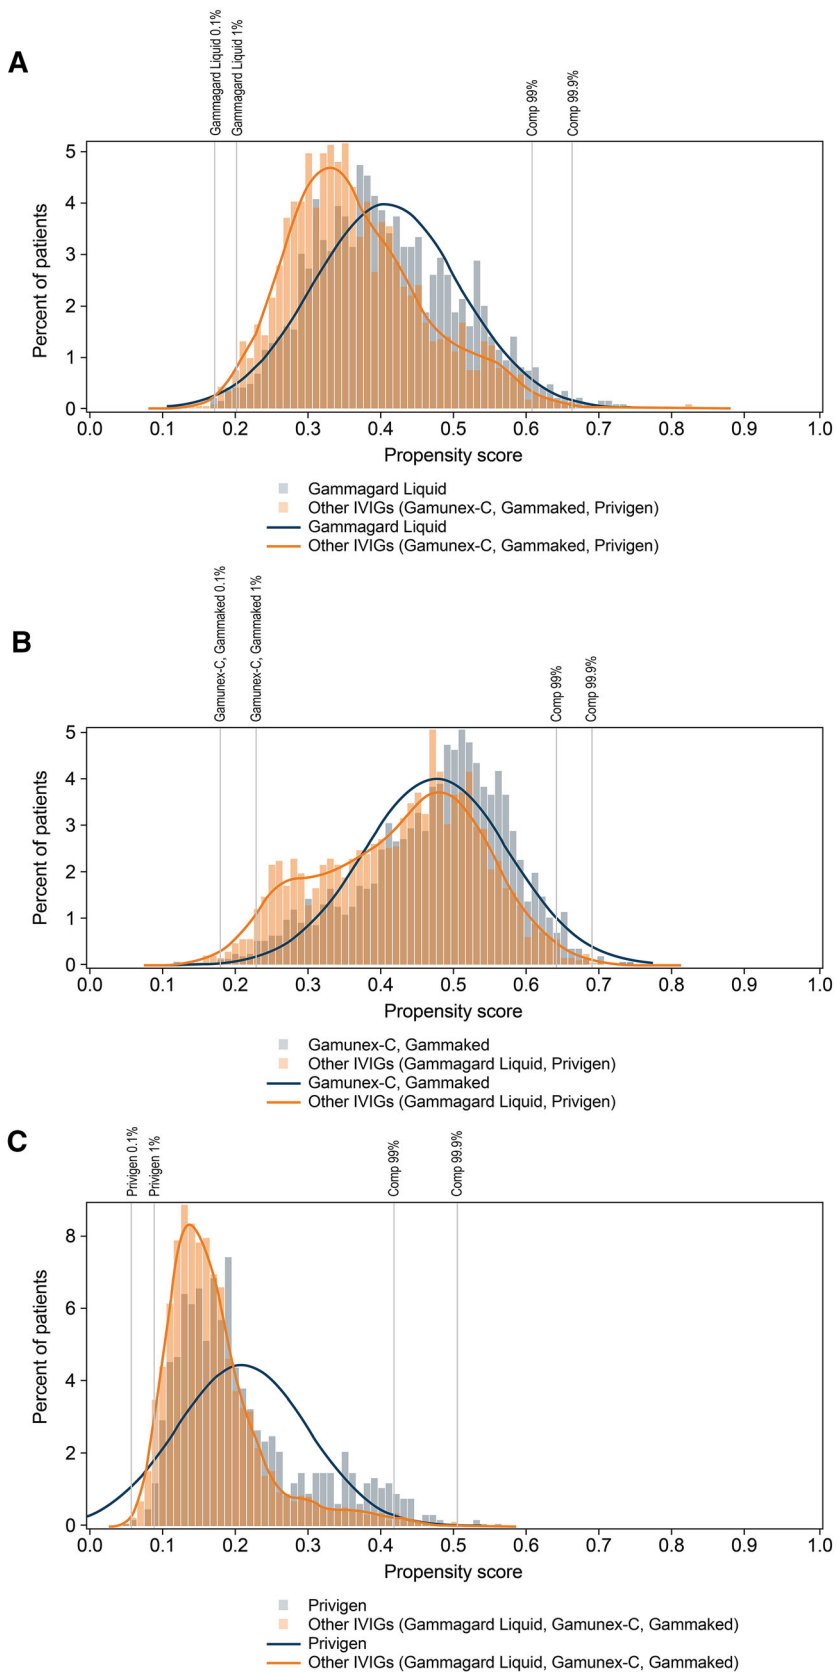 A
Gammagard Liquid 0.1%
Gammagard Liquid 1%
Comp 99%
Comp 99.9%
Percent of patients
5
4
3
2
1
0
0.0 0.1 0.2 0.3 0.4 0.5 0.6 0.7 0.8 0.9 1.0
Propensity score
Gammagard Liquid
Other IVIGs (Gamunex-C, Gammaked, Privigen)
Gammagard Liquid
Other IVIGs (Gamunex-C, Gammaked, Privigen)
B
Gamunex-C, Gammaked 0.1%
Gamunex-C, Gammaked 1%
Comp 99%
Comp 99.9%
Percent of patients
5
4
3
2
1
0
0.0 0.1 0.2 0.3 0.4 0.5 0.6 0.7 0.8 0.9 1.0
Propensity score
Gamunex-C, Gammaked
Other IVIGs (Gammagard Liquid, Privigen)
Gamunex-C, Gammaked
Other IVIGs (Gammagard Liquid, Privigen)
C
Privigen 0.1%
Privigen 1%
Comp 99%
Comp 99.9%
Percent of patients
8
6
4
2
0
0.0 0.1 0.2 0.3 0.4 0.5 0.6 0.7 0.8 0.9 1.0
Propensity score
Privigen
Other IVIGs (Gammagard Liquid, Gamunex-C, Gammaked)
Privigen
Other IVIGs (Gammagard Liquid, Gamunex-C, Gammaked)